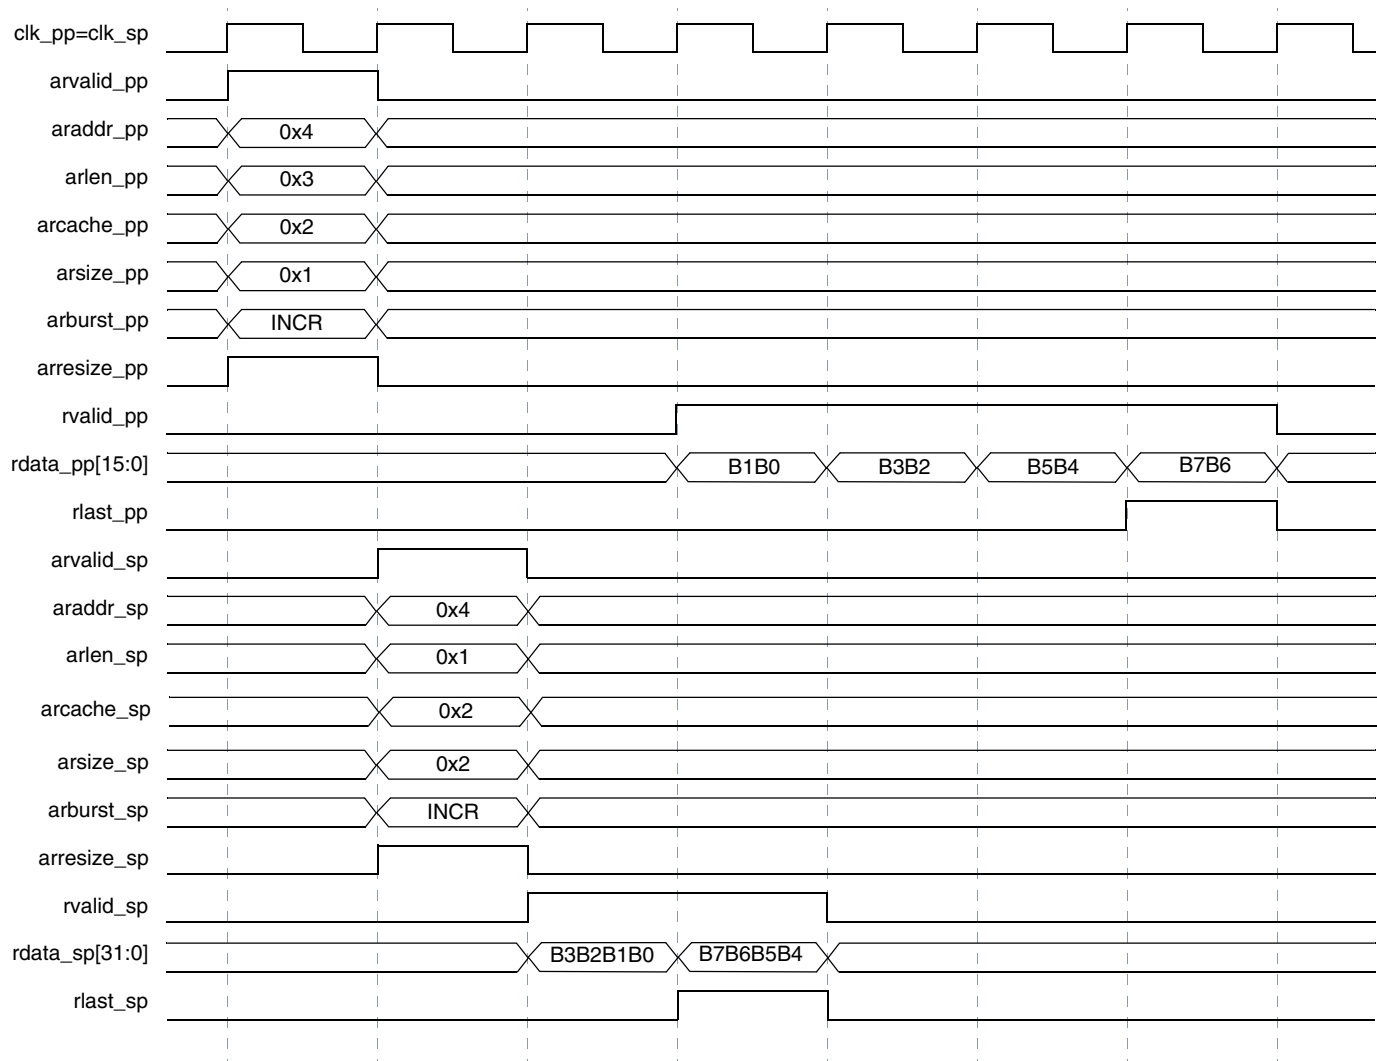 clk_pp=clk_sp
arvalid_pp
araddr_pp 0x4
arlen_pp 0x3
arcache_pp 0x2
arsize_pp 0x1
arburst_pp INCR
arresize_pp
rvalid_pp
rdata_pp[15:0] B1B0 B3B2 B5B4 B7B6
rlast_pp
arvalid_sp
araddr_sp 0x4
arlen_sp 0x1
arcache_sp 0x2
arsize_sp 0x2
arburst_sp INCR
arresize_sp
rvalid_sp
rdata_sp[31:0] B3B2B1B0 B7B6B5B4
rlast_sp